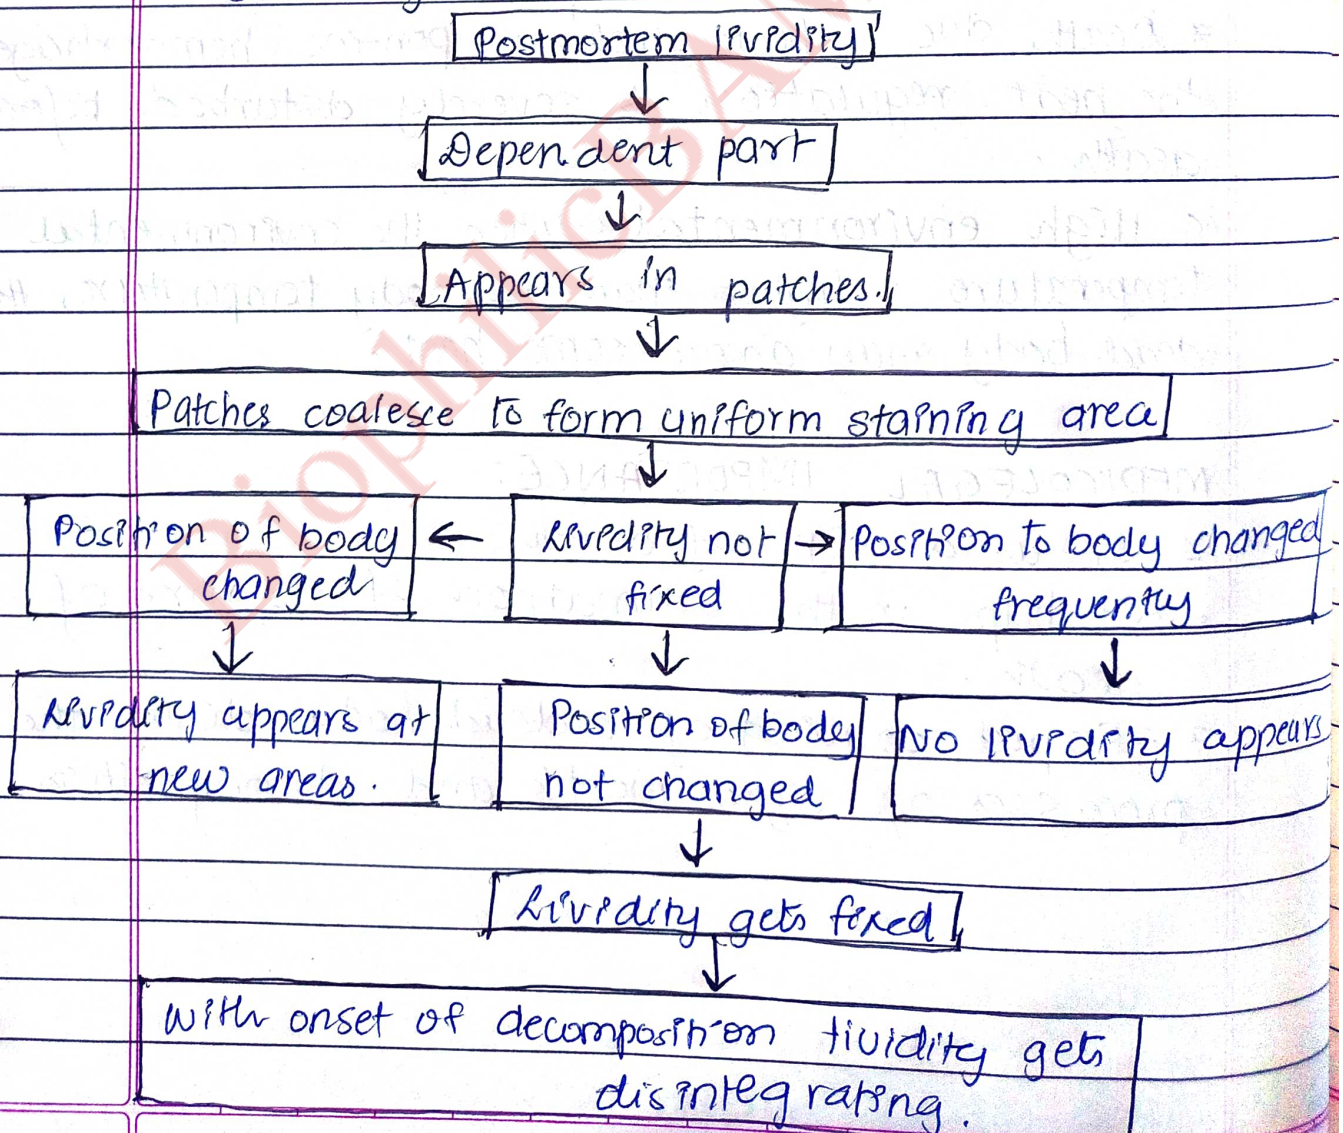 Postmortem lividity
Dependent part
Appears in patches.
Patches coalesce to form uniform staining area
Position of body
changed
Lividity not
fixed
Position to body changed
frequently
Lividity appears at
new areas.
Position of body
not changed
No lividity appears
Lividity gets fixed
With onset of decomposition lividity gets
disintegrating.
BiophilicBAM